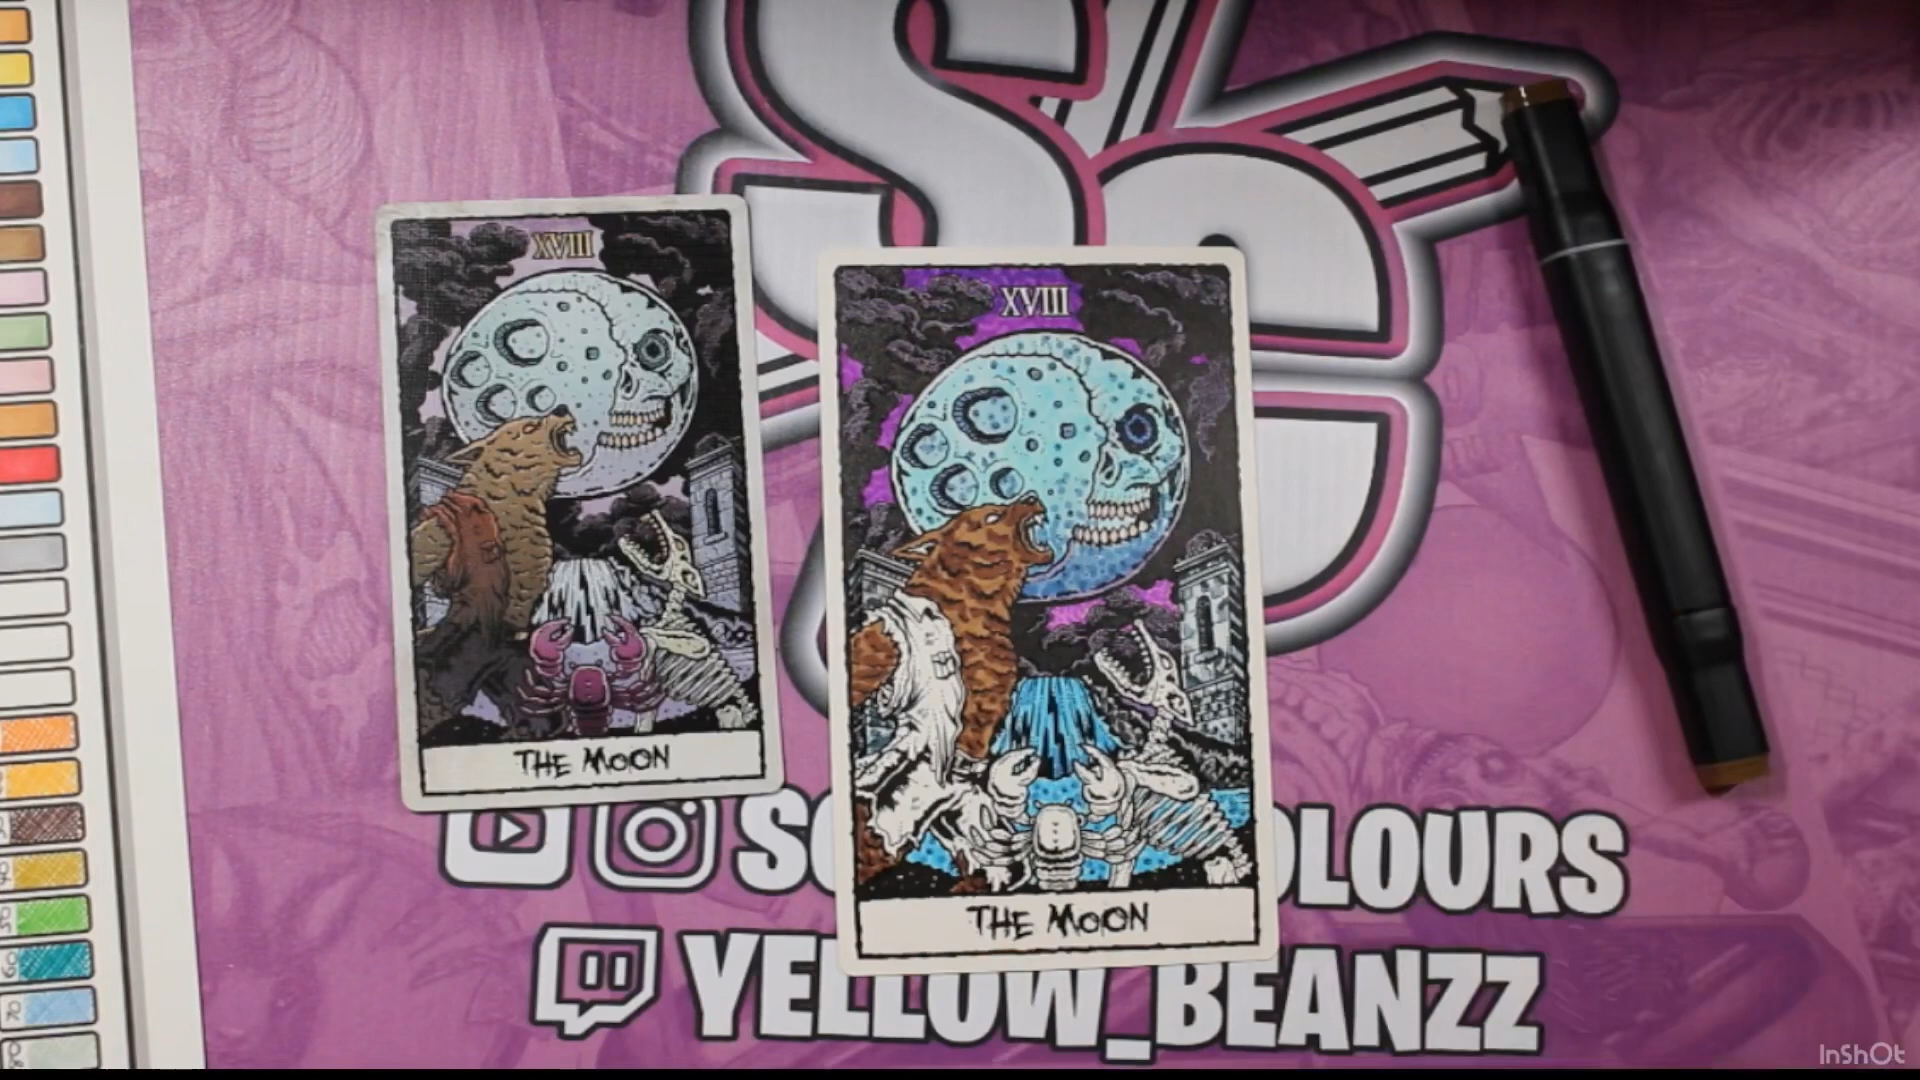 XVIII
THE MOON
XVIII
THE MOON
OLOURS
YELLOW_BEANZZ
InShOt